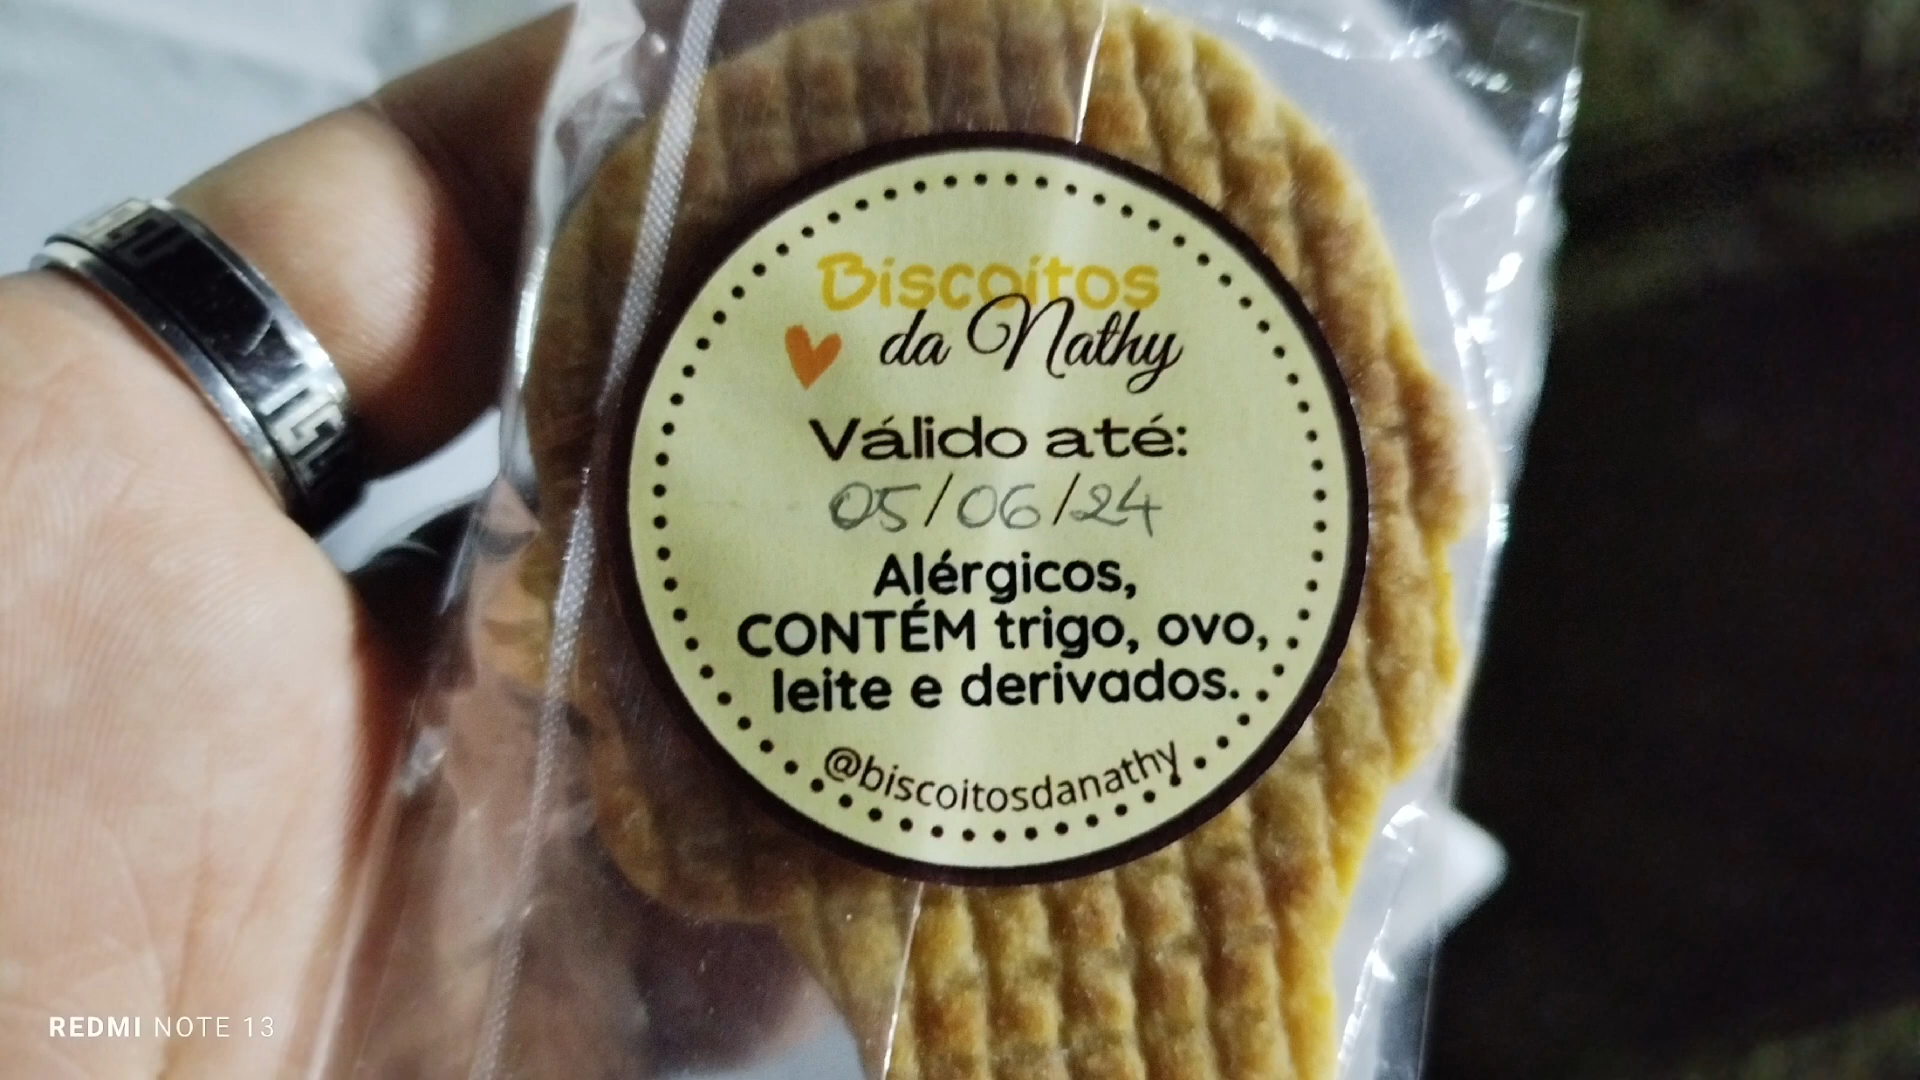 Biscoitos
da Nathy
Válido até:
05/06/24
Alérgicos,
CONTÉM trigo, ovo,
leite e derivados.
@biscoitosdanathy
REDMI NOTE 13